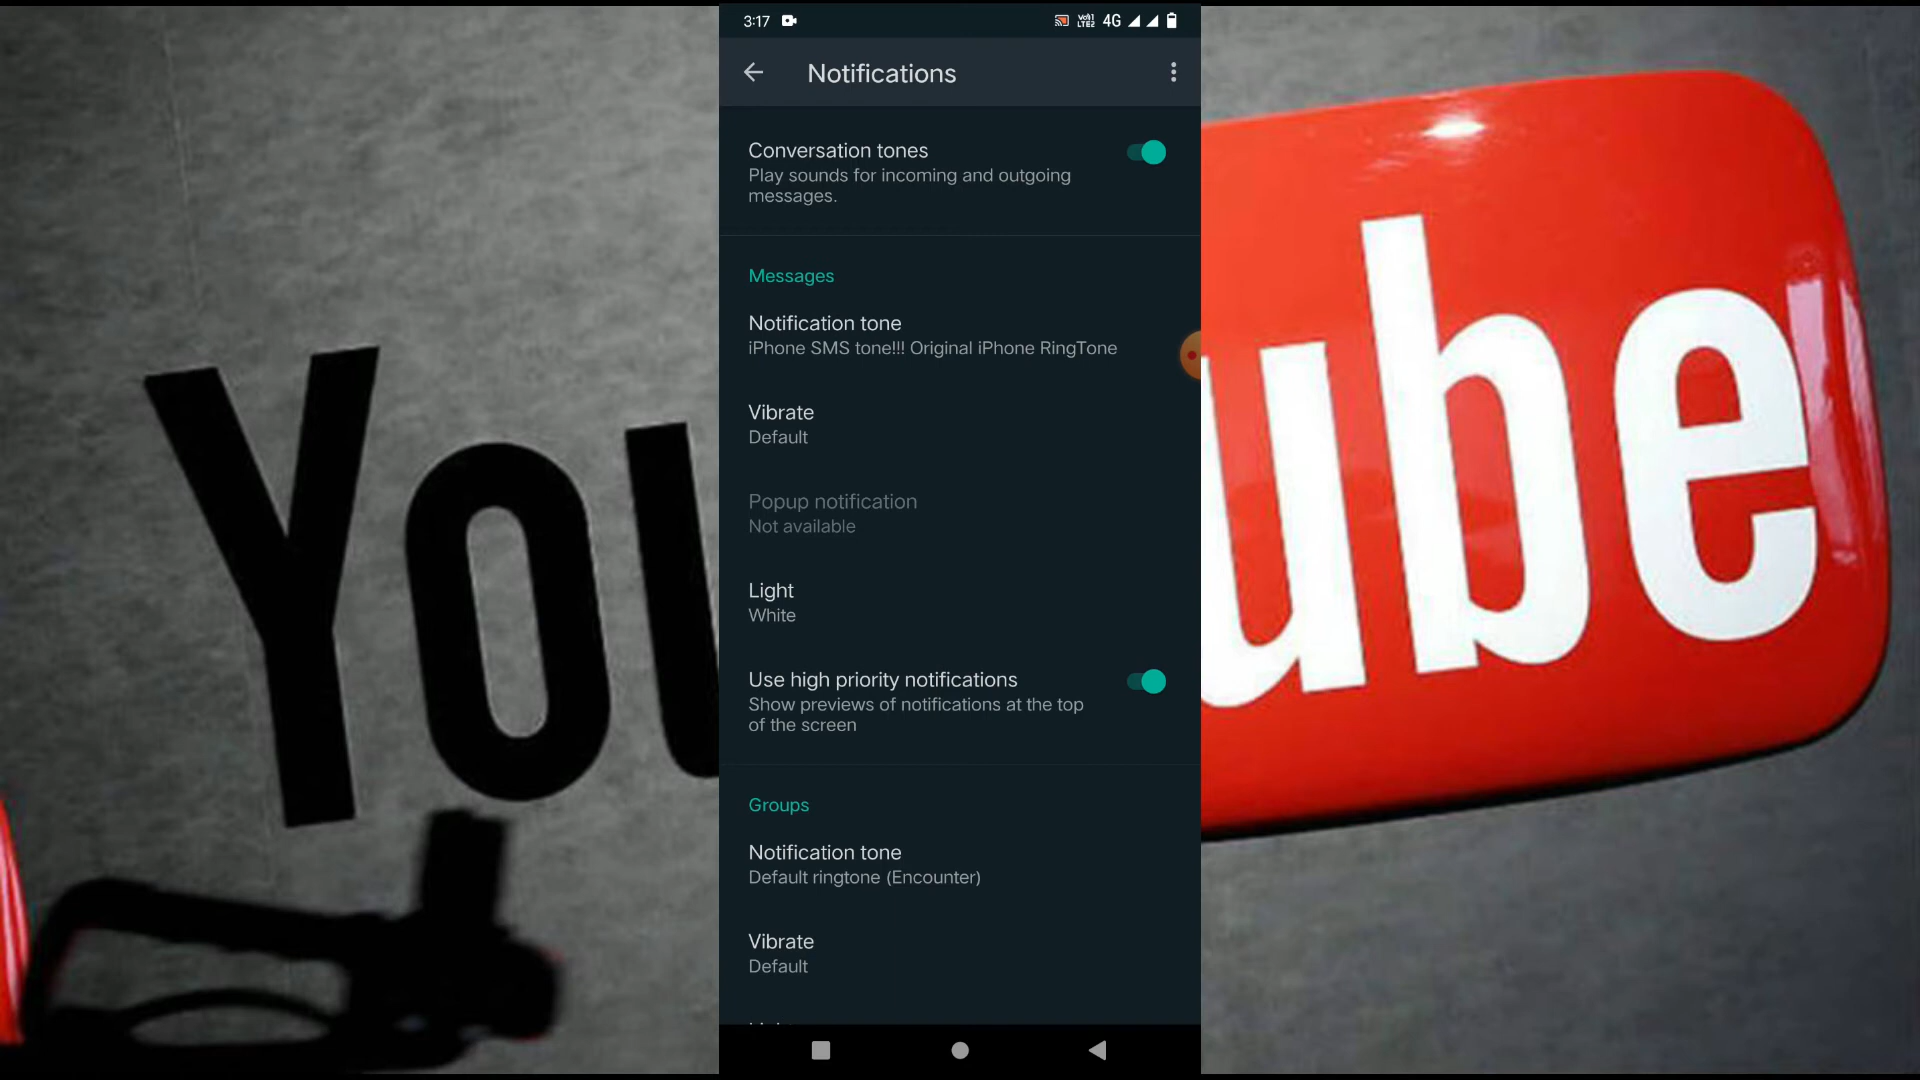 3:17
VoI1 LTE2 4G
Notifications
Conversation tones
Play sounds for incoming and outgoing
messages.
Messages
Notification tone
iPhone SMS tone!!! Original iPhone RingTone
Vibrate
Default
Popup notification
Not available
Light
White
Use high priority notifications
Show previews of notifications at the top
of the screen
Groups
Notification tone
Default ringtone (Encounter)
Vibrate
Default
You
ube